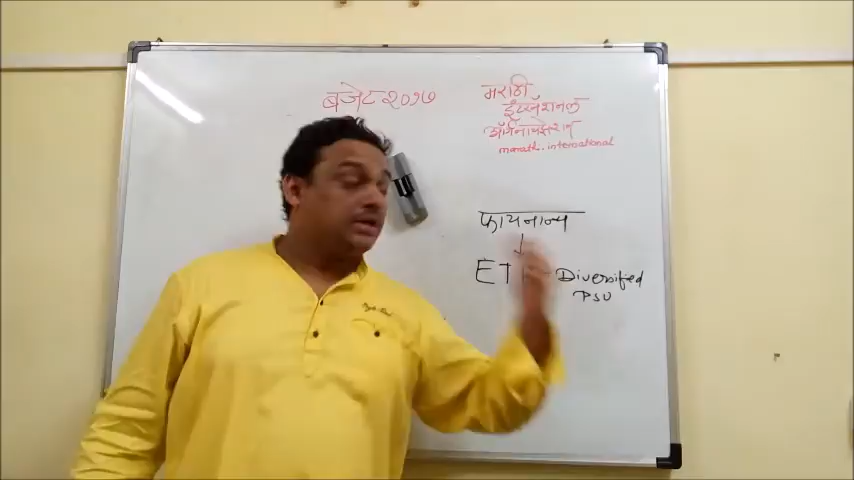 बजेट २०१७
मराठी
इंटरनॅशनल
ऑर्गनायझेशन
marathi.international
फायनान्स
↓
ET
Diversified
PSU